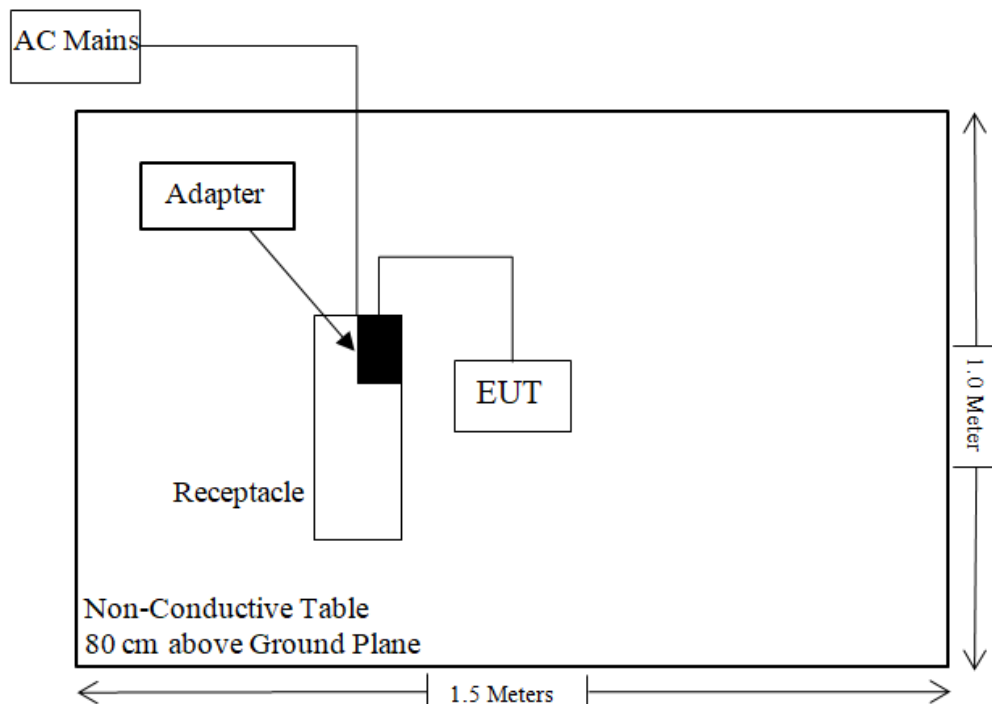 AC Mains
Adapter
EUT
Receptacle
1.0 Meter
Non-Conductive Table
80 cm above Ground Plane
1.5 Meters